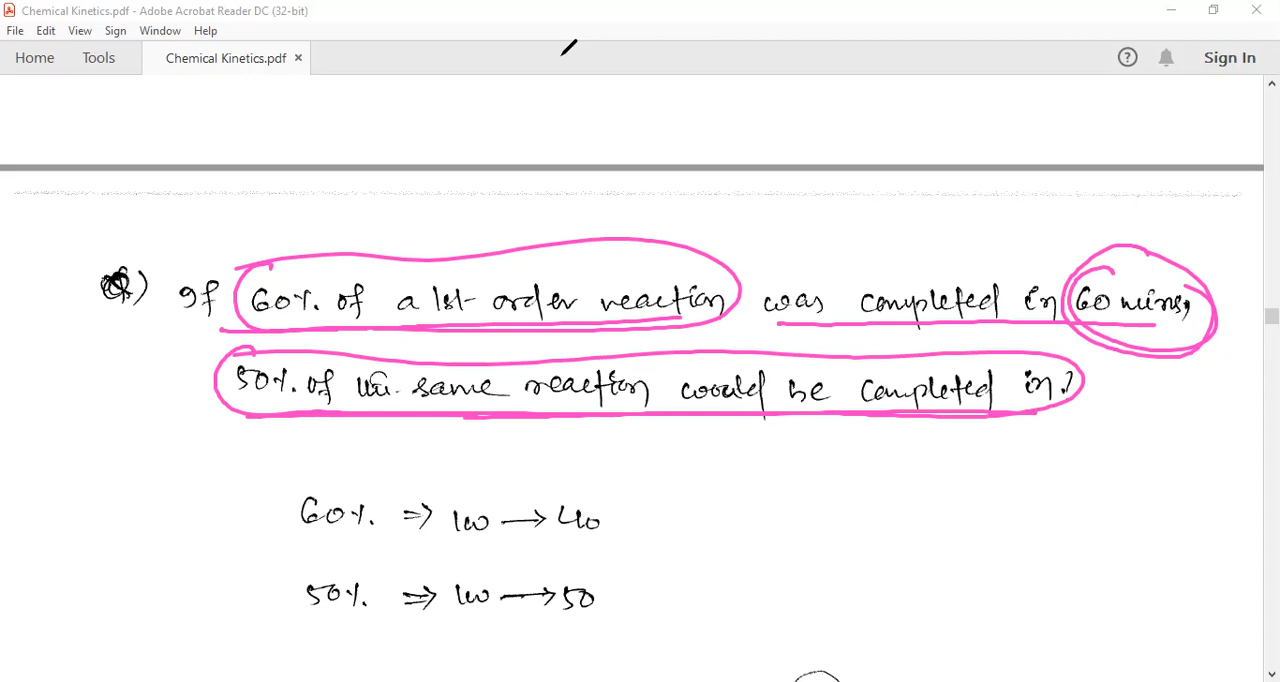 Chemical Kinetics.pdf - Adobe Acrobat Reader DC (32-bit)
File Edit View Sign Window Help
Home Tools Chemical Kinetics.pdf × ? Sign In
Q) If 60% of a 1st order reaction was completed in 60 mins,
50% of the same reaction would be completed in?
60% ⇒ 100 → 40
50% ⇒ 100 → 50